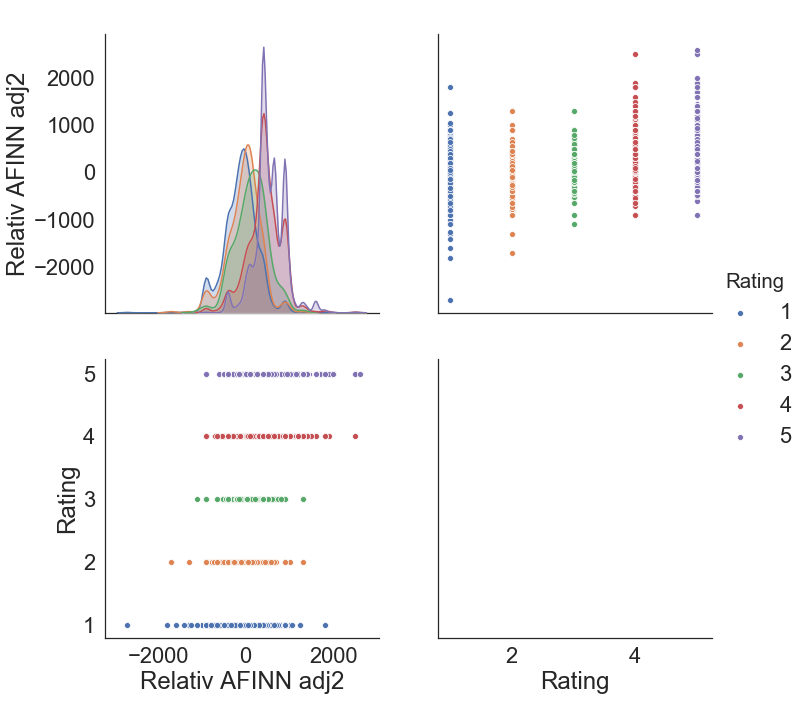 Relativ AFINN adj2
2000
1000
0
−1000
−2000
Rating
1
2
3
4
5
Rating
5
4
3
2
1
−2000 0 2000
Relativ AFINN adj2
2 4
Rating